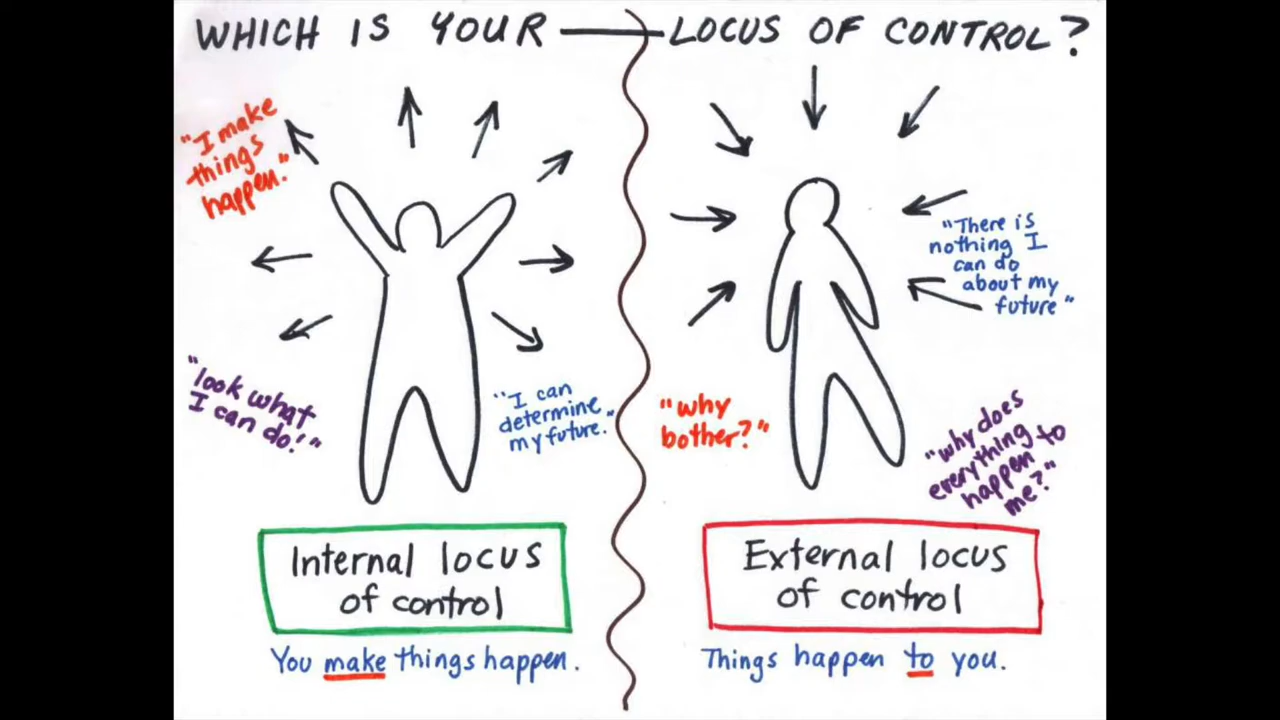 WHICH IS YOUR — LOCUS OF CONTROL?
"I make
things
happen."
"look what
I can do!"
"I can
determine
my future."
Internal locus
of control
You make things happen.
"There is
nothing I
can do
about my
future"
"why
bother?"
"why does
everything
happen to
me?"
External locus
of control
Things happen to you.